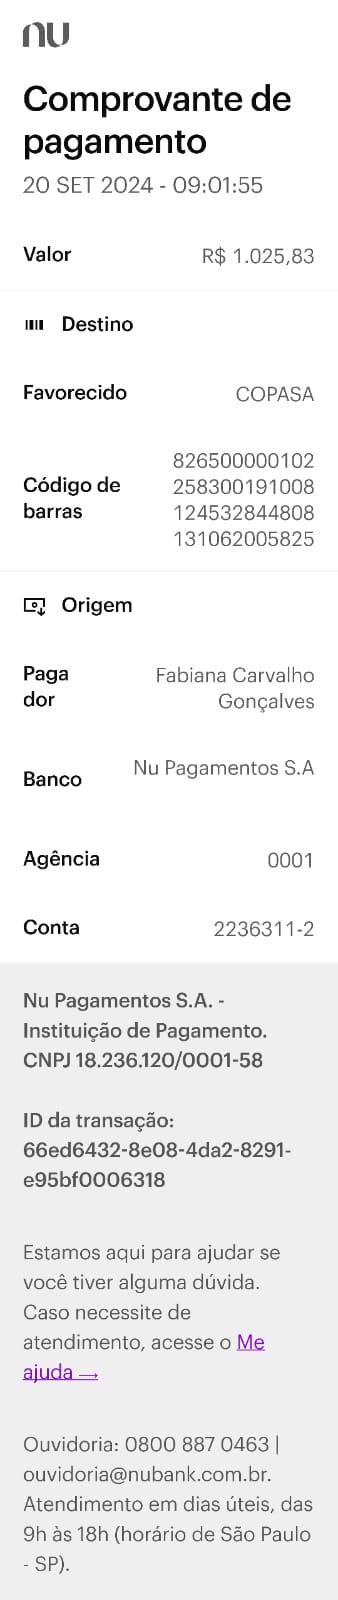 nu
Comprovante de
pagamento
20 SET 2024 - 09:01:55
Valor R$ 1.025,83
Destino
Favorecido COPASA
Código de barras
826500000102
258300191008
124532844808
131062005825
Origem
Paga
dor
Fabiana Carvalho
Gonçalves
Banco Nu Pagamentos S.A
Agência 0001
Conta 2236311-2
Nu Pagamentos S.A. -
Instituição de Pagamento.
CNPJ 18.236.120/0001-58
ID da transação:
66ed6432-8e08-4da2-8291-
e95bf0006318
Estamos aqui para ajudar se
você tiver alguma dúvida.
Caso necessite de
atendimento, acesse o Me
ajuda →
Ouvidoria: 0800 887 0463 |
ouvidoria@nubank.com.br.
Atendimento em dias úteis, das
9h às 18h (horário de São Paulo
- SP).